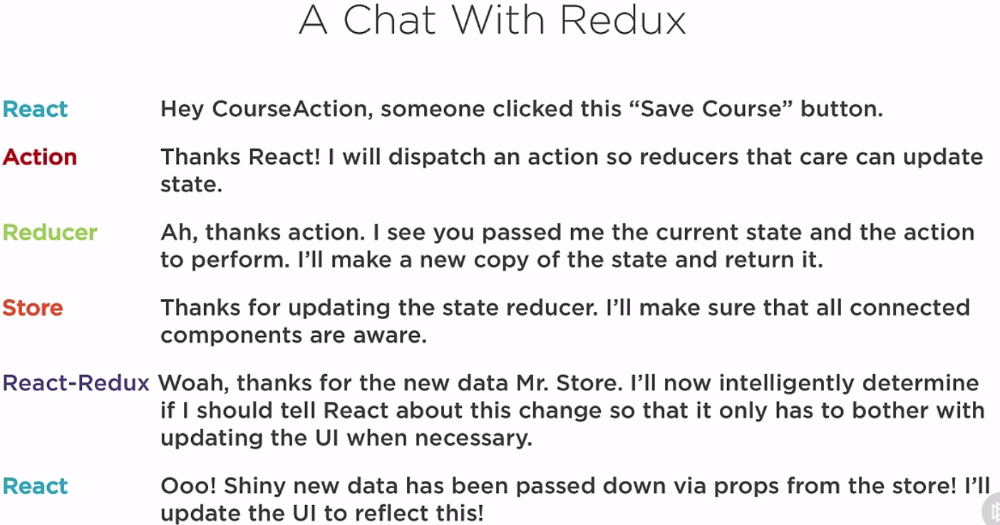 A Chat With Redux
React Hey CourseAction, someone clicked this “Save Course” button.
Action Thanks React! I will dispatch an action so reducers that care can update
state.
Reducer Ah, thanks action. I see you passed me the current state and the action
to perform. I’ll make a new copy of the state and return it.
Store Thanks for updating the state reducer. I’ll make sure that all connected
components are aware.
React-Redux Woah, thanks for the new data Mr. Store. I’ll now intelligently determine
if I should tell React about this change so that it only has to bother with
updating the UI when necessary.
React Ooo! Shiny new data has been passed down via props from the store! I’ll
update the UI to reflect this!